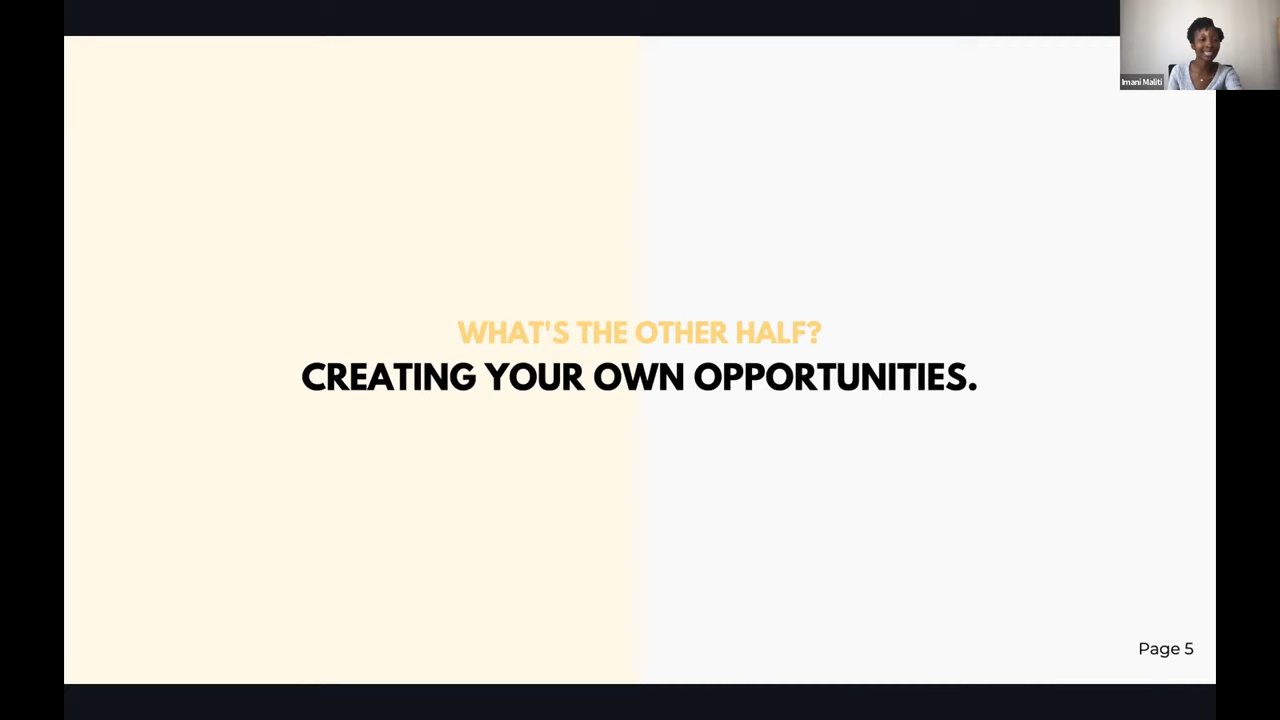 Imani Maliti
WHAT'S THE OTHER HALF?
CREATING YOUR OWN OPPORTUNITIES.
Page 5